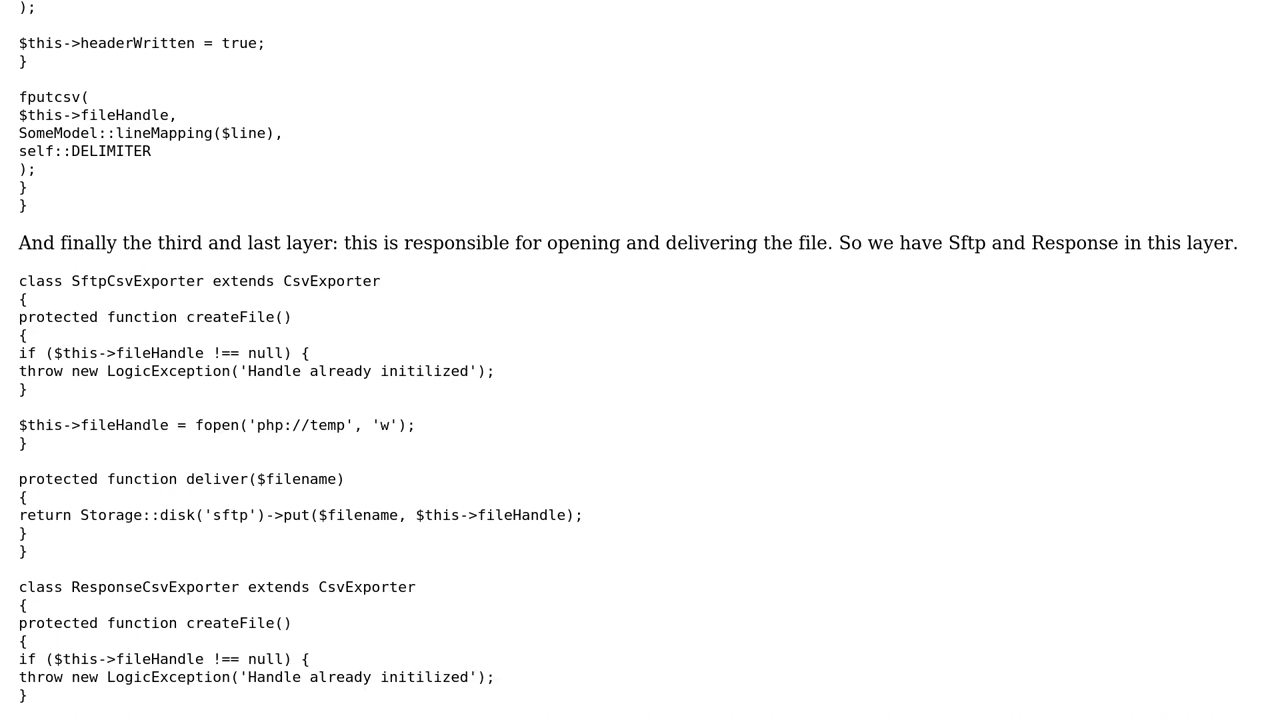 );
$this->headerWritten = true;
}
fputcsv(
$this->fileHandle,
SomeModel::lineMapping($line),
self::DELIMITER
);
}
}
And finally the third and last layer: this is responsible for opening and delivering the file. So we have Sftp and Response in this layer.
class SftpCsvExporter extends CsvExporter
{
protected function createFile()
{
if ($this->fileHandle !== null) {
throw new LogicException('Handle already initilized');
}
$this->fileHandle = fopen('php://temp', 'w');
}
protected function deliver($filename)
{
return Storage::disk('sftp')->put($filename, $this->fileHandle);
}
}
class ResponseCsvExporter extends CsvExporter
{
protected function createFile()
{
if ($this->fileHandle !== null) {
throw new LogicException('Handle already initilized');
}